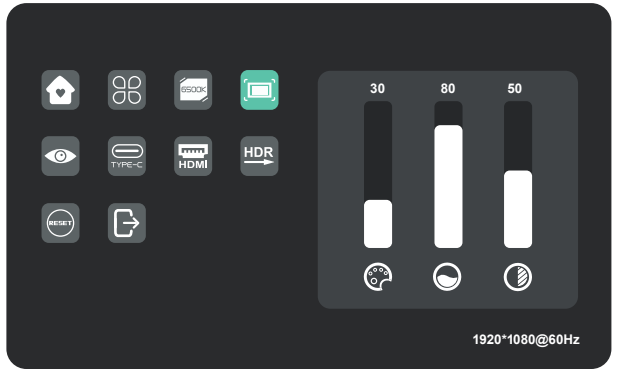 30 80 50
6500K
TYPE-C HDMI HDR
RESET
1920*1080@60Hz